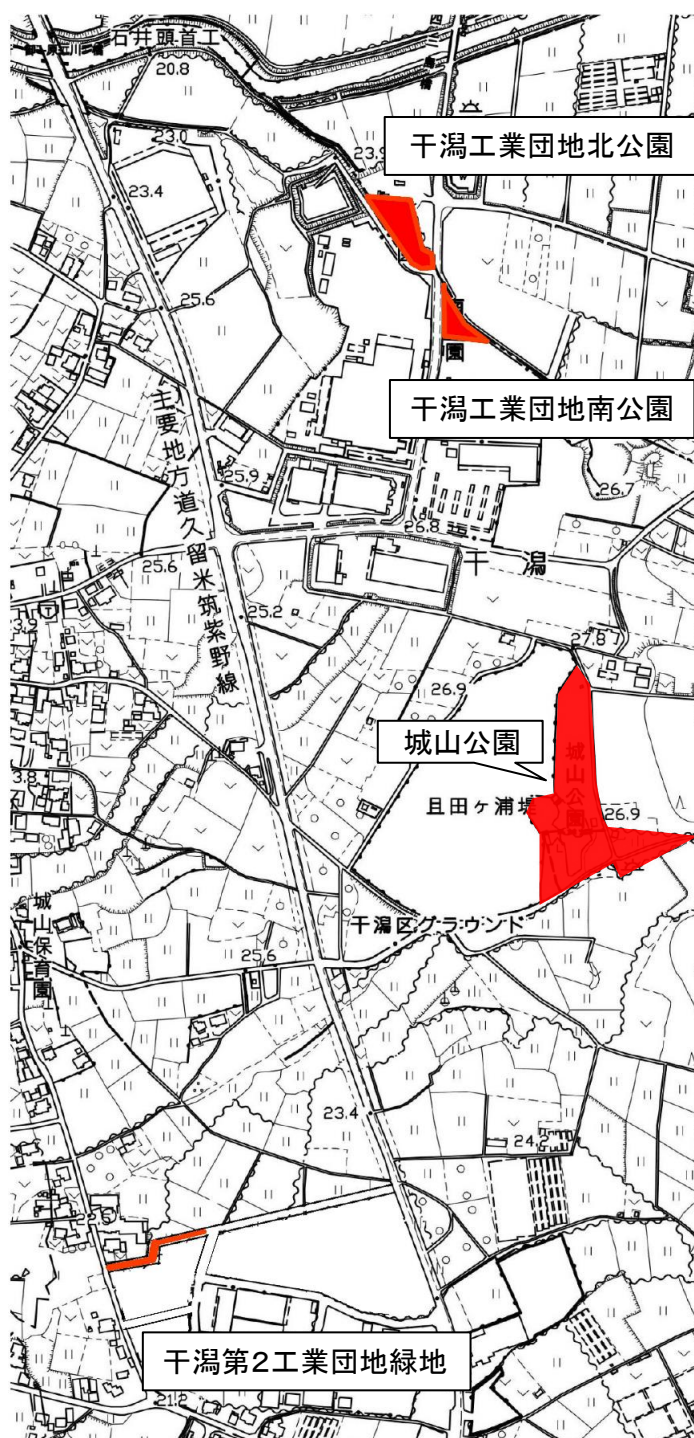 石井頭首工
20.8
干潟工業団地北公園
23.0
23.9
23.4
25.6
園
干潟工業団地南公園
主要地方道久留米筑紫野線
25.9
26.7
26.8
干潟
25.6
3.9
25.2
27.8
26.9
城山公園
城山公園
3.8
且田ヶ浦堤
26.9
城山保育園
干潟区グラウンド
25.6
23.4
24.2
干潟第2工業団地緑地
21.2